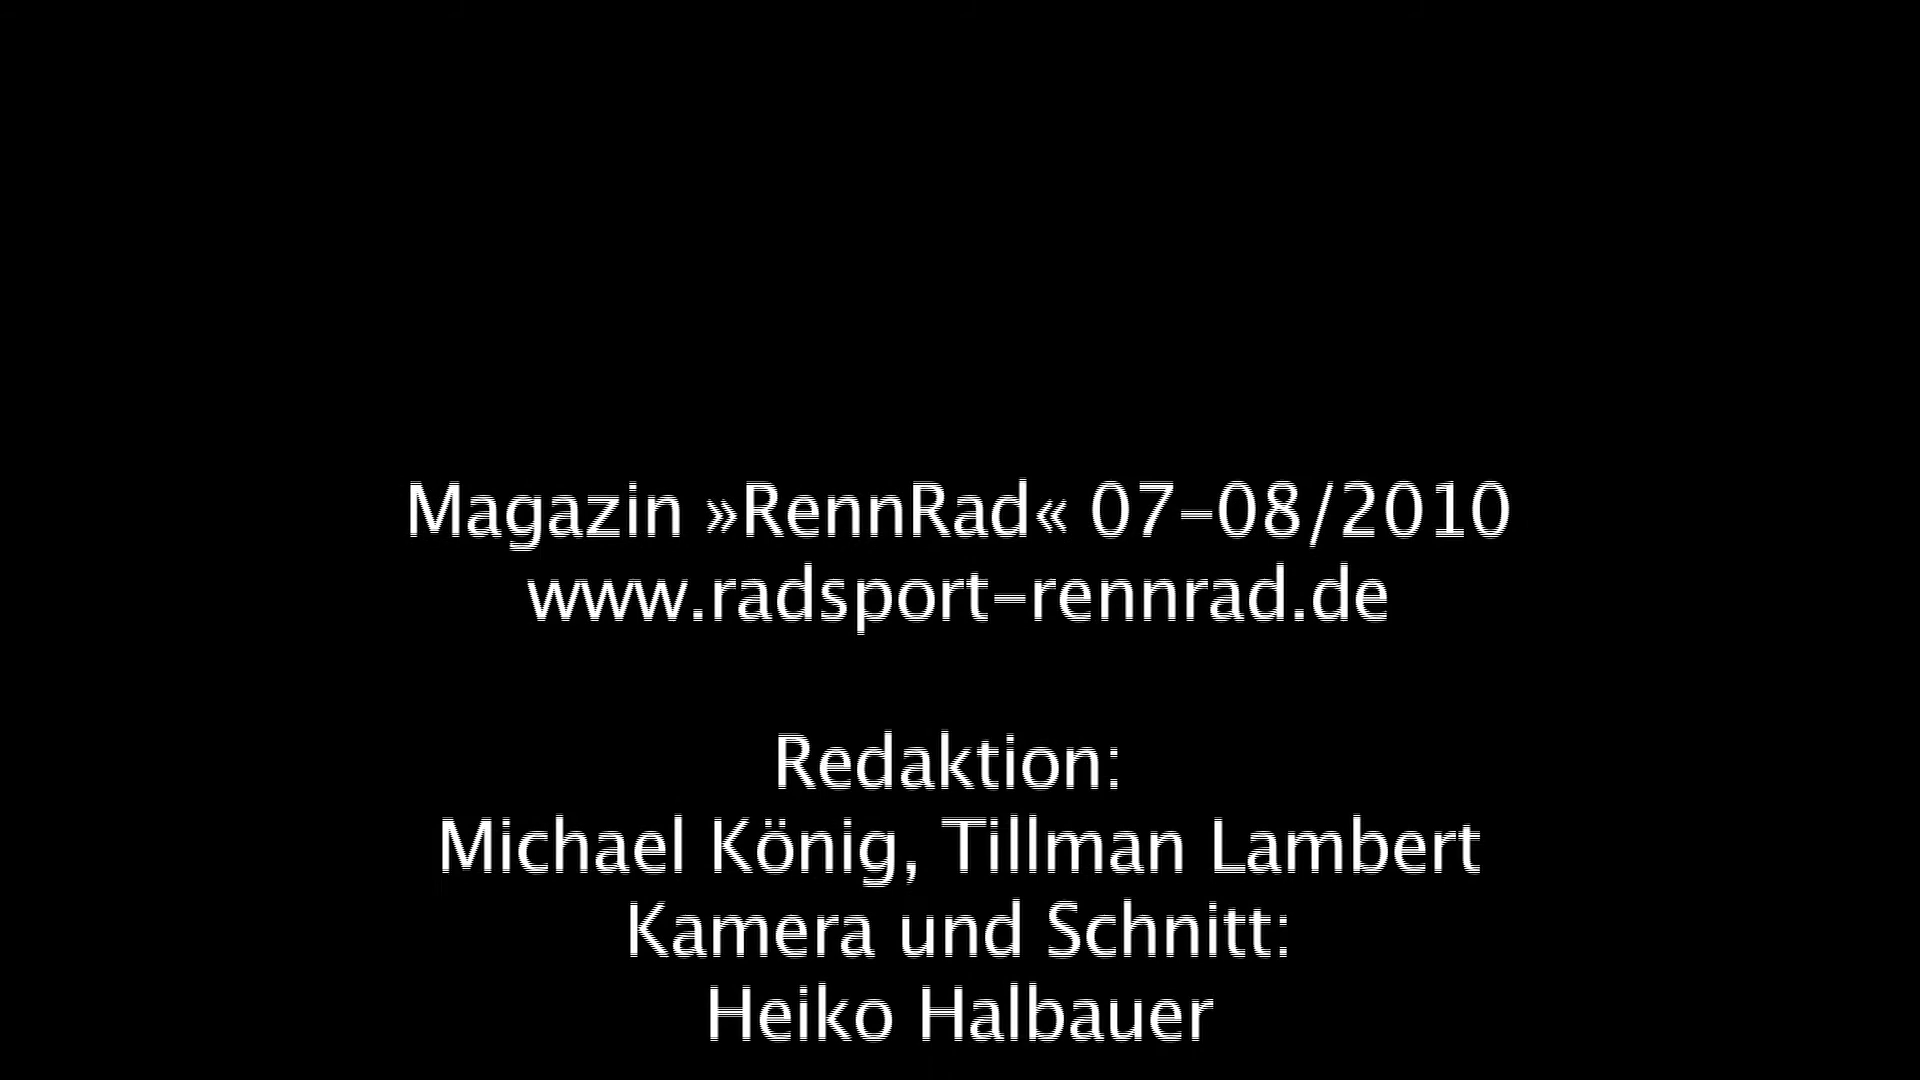 Magazin »RennRad« 07-08/2010
www.radsport-rennrad.de
Redaktion:
Michael König, Tillman Lambert
Kamera und Schnitt:
Heiko Halbauer